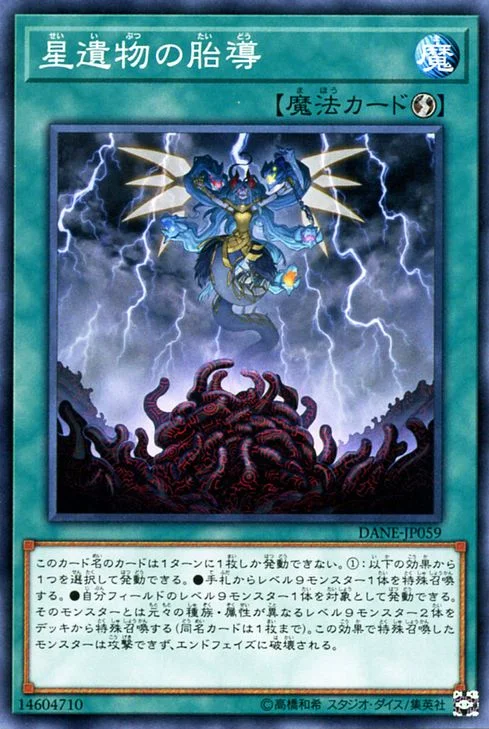 星遺物の胎導
魔
【魔法カード】
DANE-JP059
このカード名のカードは1ターンに1枚しか発動できない。①:以下の効果から
1つを選択して発動できる。●手札からレベル9モンスター1体を特殊召喚
する。●自分フィールドのレベル9モンスター1体を対象として発動できる。
そのモンスターとは元々の種族・属性が異なるレベル9モンスター2体を
デッキから特殊召喚する(同名カードは1枚まで)。この効果で特殊召喚した
モンスターは攻撃できず、エンドフェイズに破壊される。
14604710
©高橋和希 スタジオ・ダイス/集英社